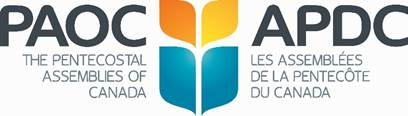 PAOC
THE PENTECOSTAL
ASSEMBLIES OF
CANADA
APDC
LES ASSEMBLÉES
DE LA PENTECÔTE
DU CANADA